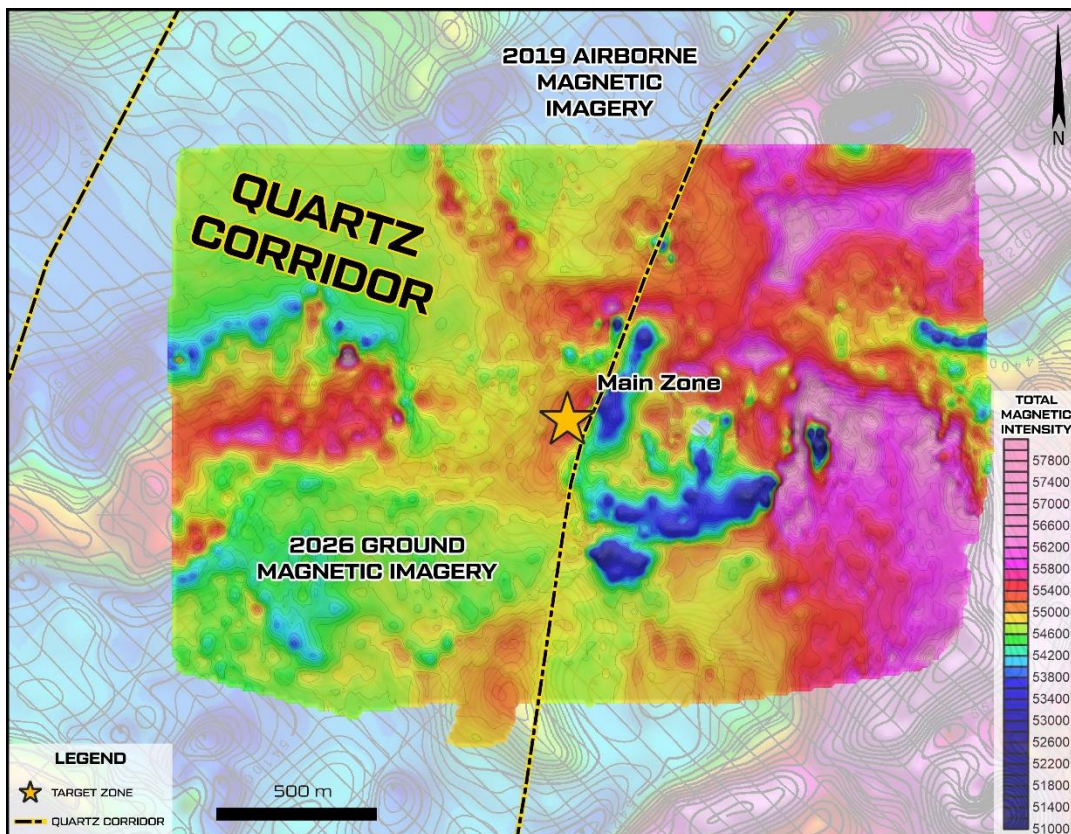 2019 AIRBORNE
MAGNETIC
IMAGERY
N
QUARTZ
CORRIDOR
Main Zone
2026 GROUND
MAGNETIC IMAGERY
TOTAL
MAGNETIC
INTENSITY
57800
57400
57000
56600
56200
55800
55400
55000
54600
54200
53800
53400
53000
52600
52200
51800
51400
51000
LEGEND
TARGET ZONE
QUARTZ CORRIDOR
500 m